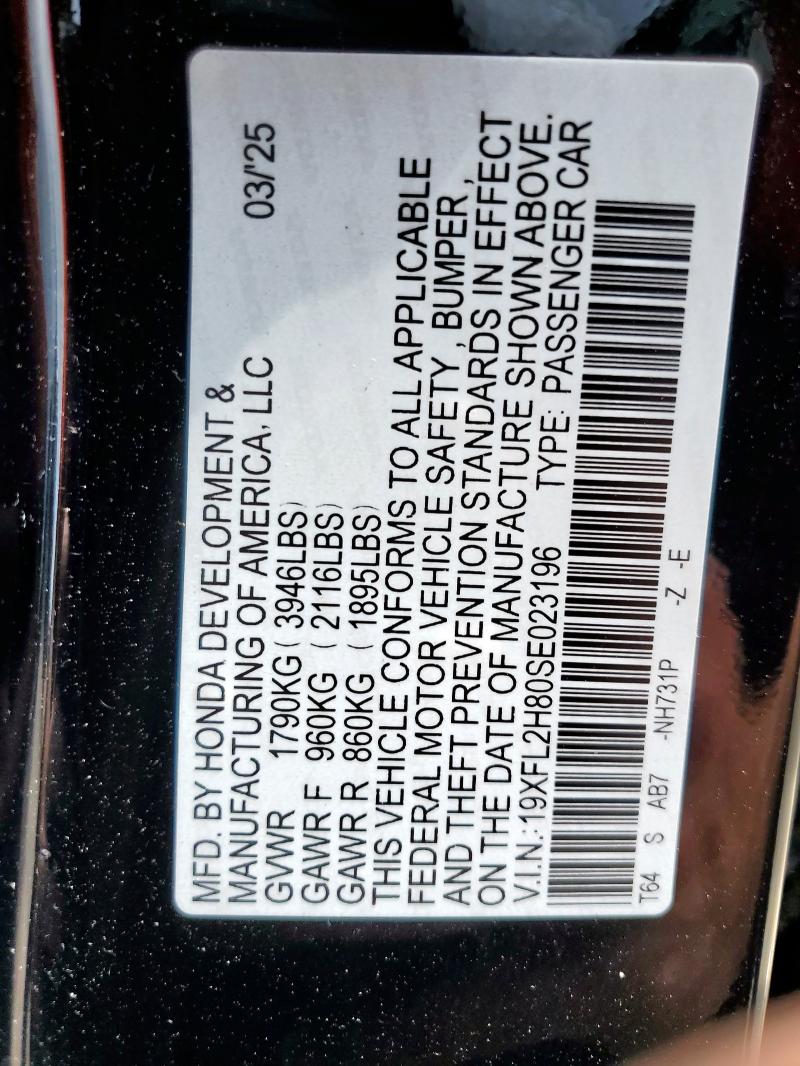 MFD. BY HONDA DEVELOPMENT &
MANUFACTURING OF AMERICA, LLC 03/'25
GVWR 1790KG ( 3946LBS)
GAWR F 960KG ( 2116LBS)
GAWR R 860KG ( 1895LBS)
THIS VEHICLE CONFORMS TO ALL APPLICABLE
FEDERAL MOTOR VEHICLE SAFETY , BUMPER ,
AND THEFT PREVENTION STANDARDS IN EFFECT
ON THE DATE OF MANUFACTURE SHOWN ABOVE.
V.I.N.:19XFL2H80SE023196 TYPE: PASSENGER CAR
T64 S AB7 -NH731P -Z -E